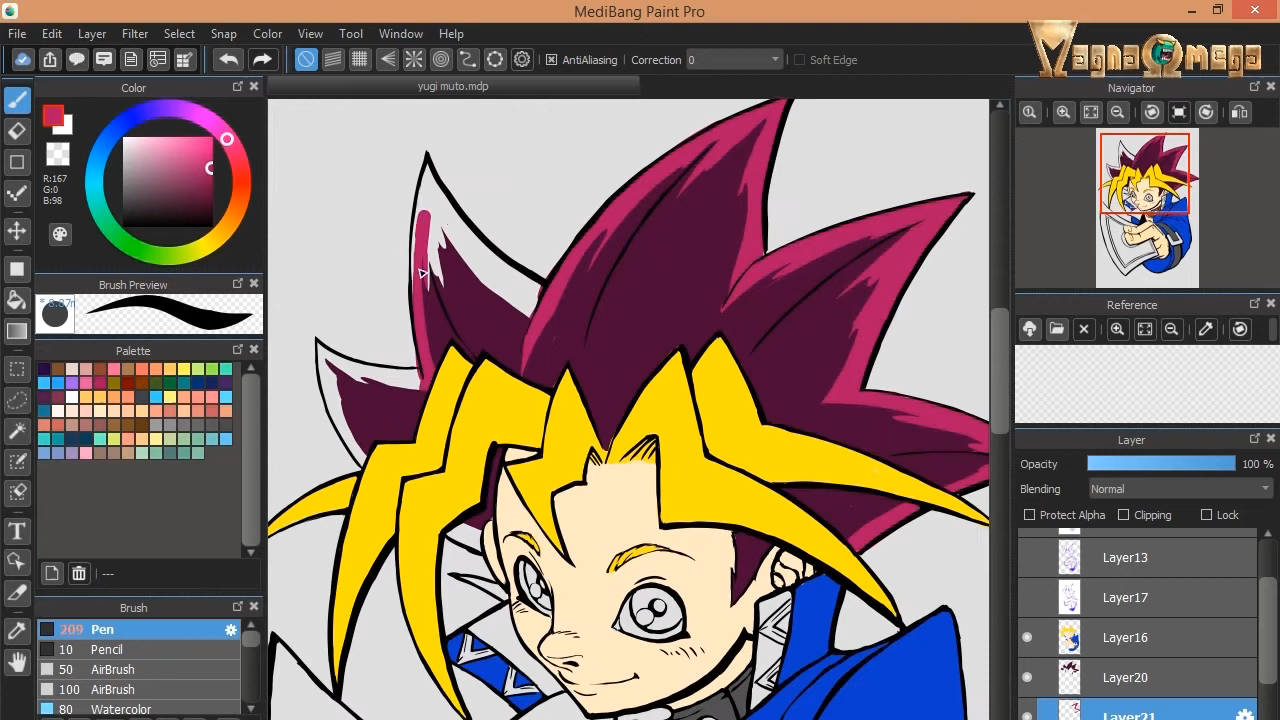 MediBang Paint Pro
File Edit Layer Filter Select Snap Color View Tool Window Help
MagnaOmega
AntiAliasing Correction 0 Soft Edge
Color
yugi muto.mdp
Navigator
R:167
G:0
B:98
Brush Preview
Reference
Palette
Layer
Opacity 100 %
Blending Normal
Protect Alpha Clipping Lock
Layer13
---
Layer17
Brush
209 Pen
Layer16
10 Pencil
50 AirBrush
Layer20
100 AirBrush
80 Watercolor
Layer21